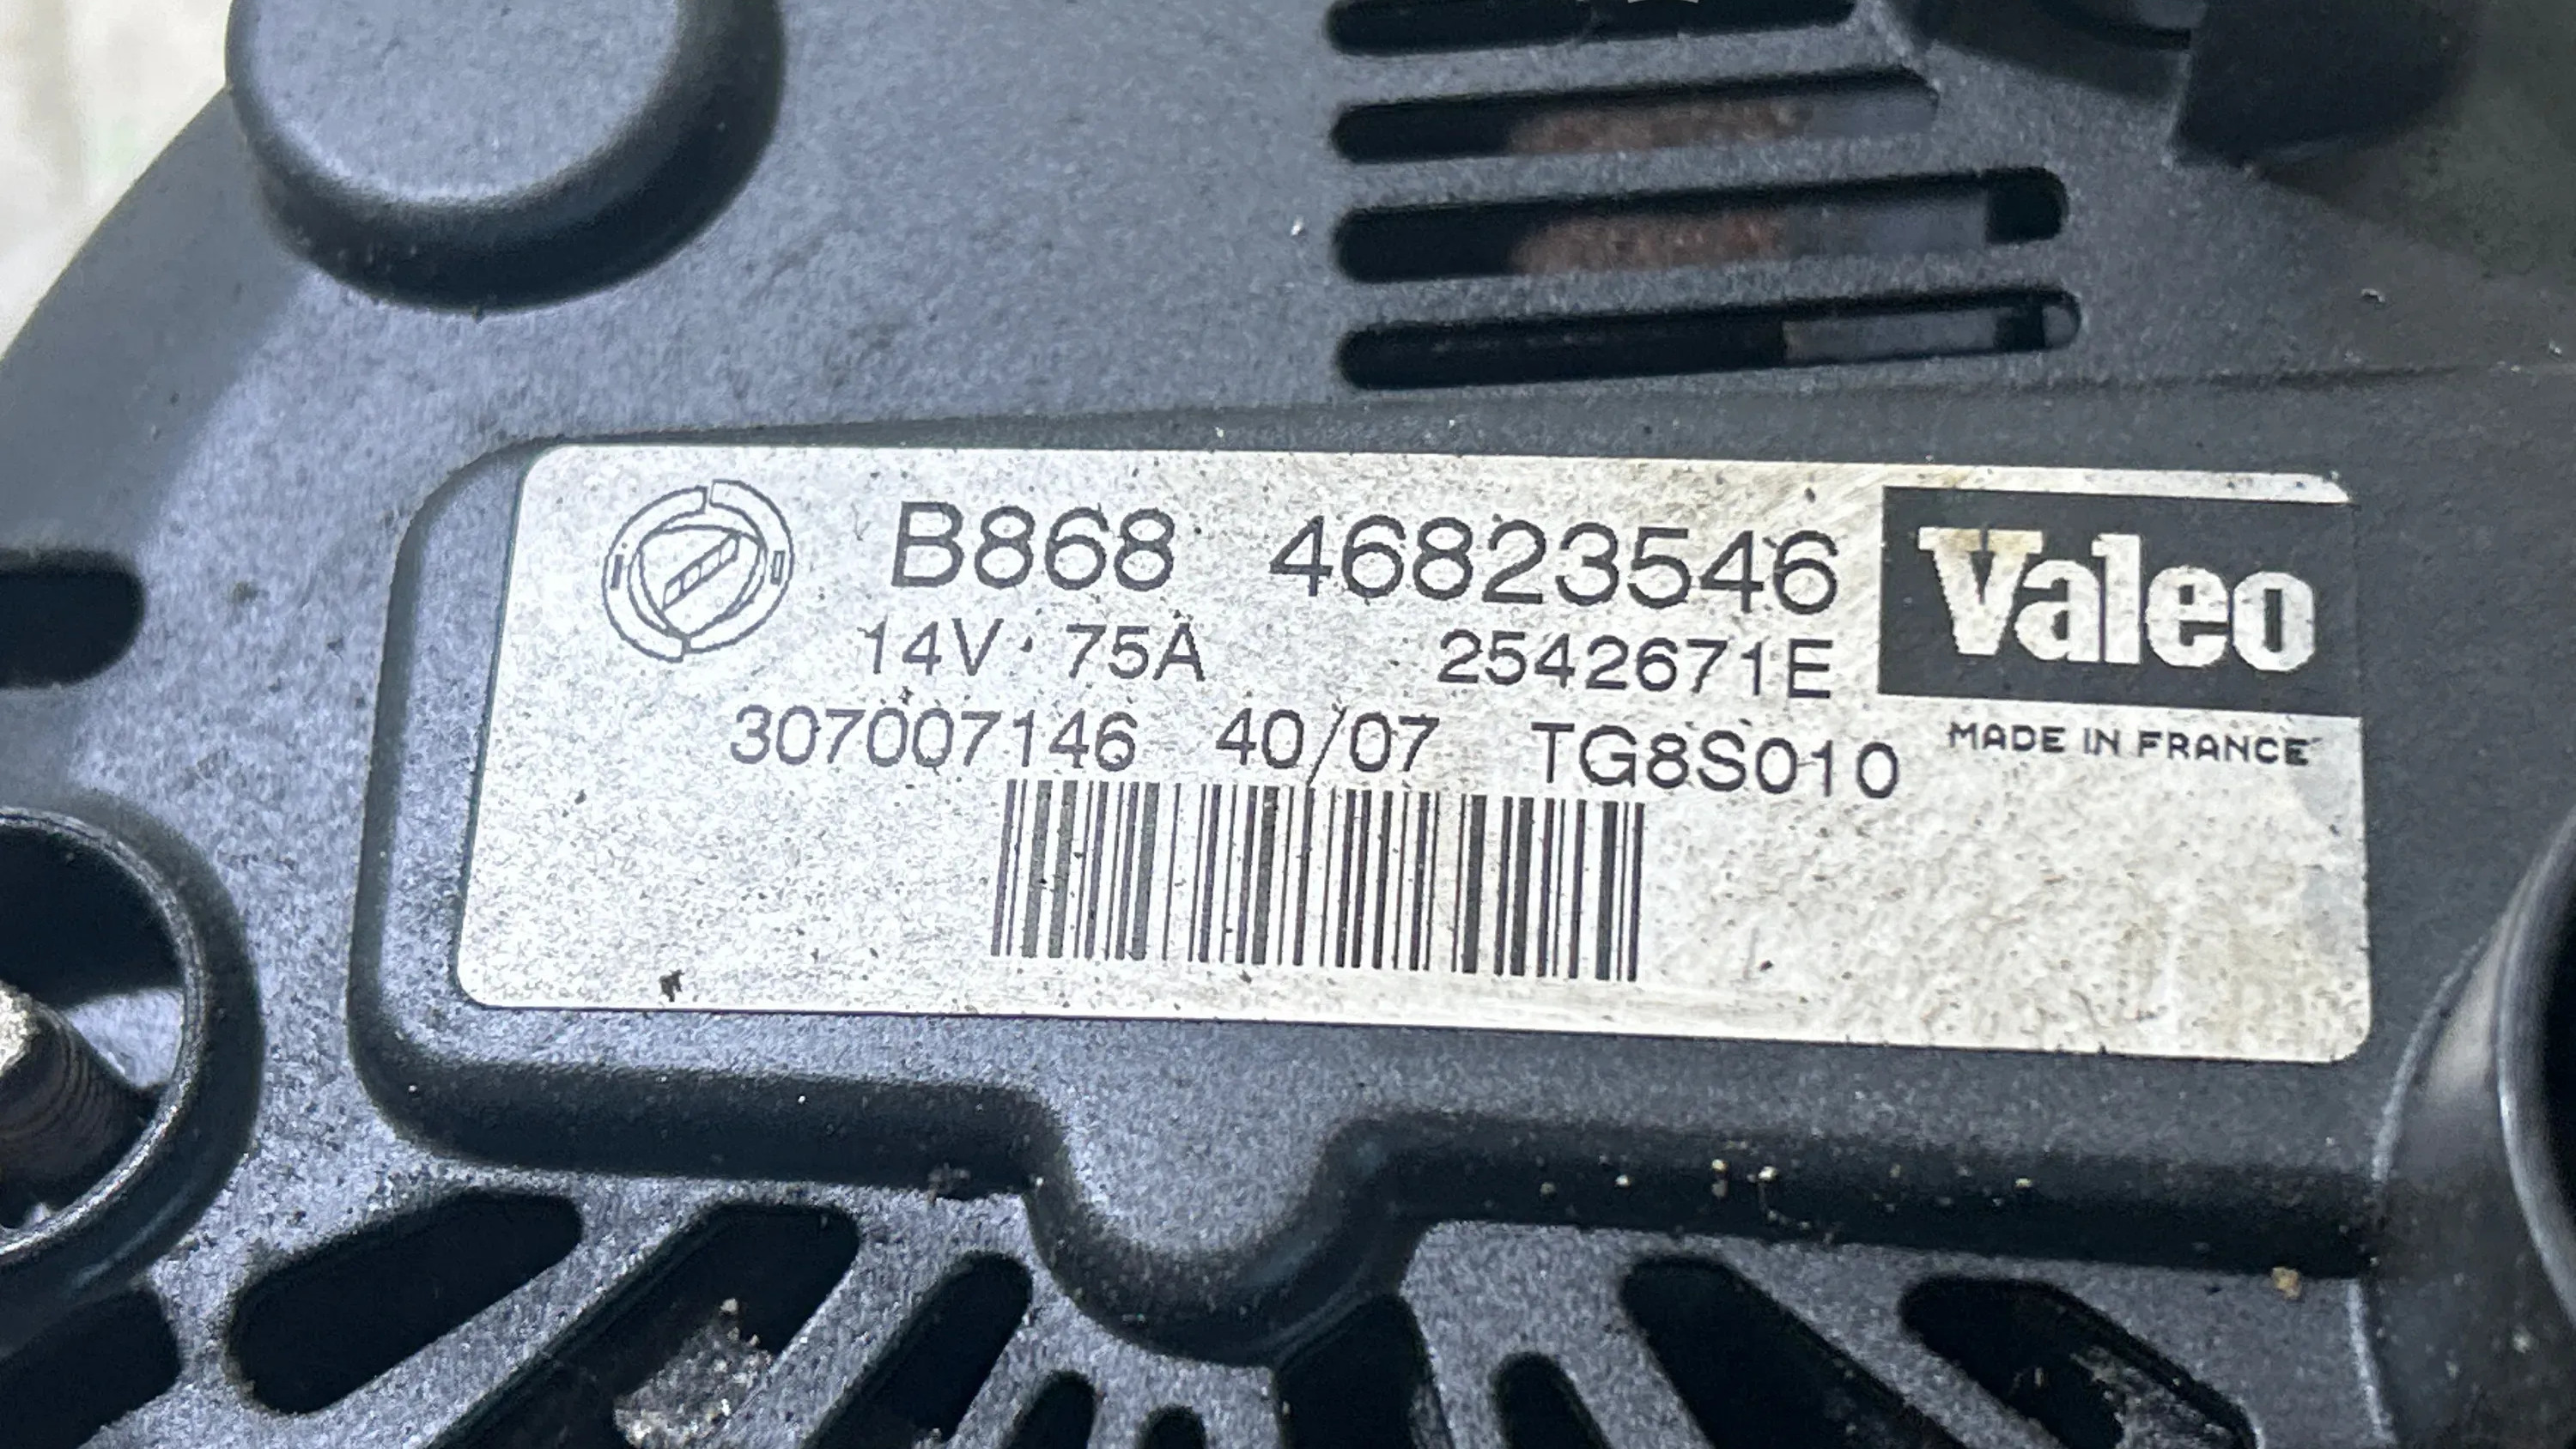 B868 46823546
Valeo
14V 75A 2542671E
307007146 40/07 TG8S010
MADE IN FRANCE